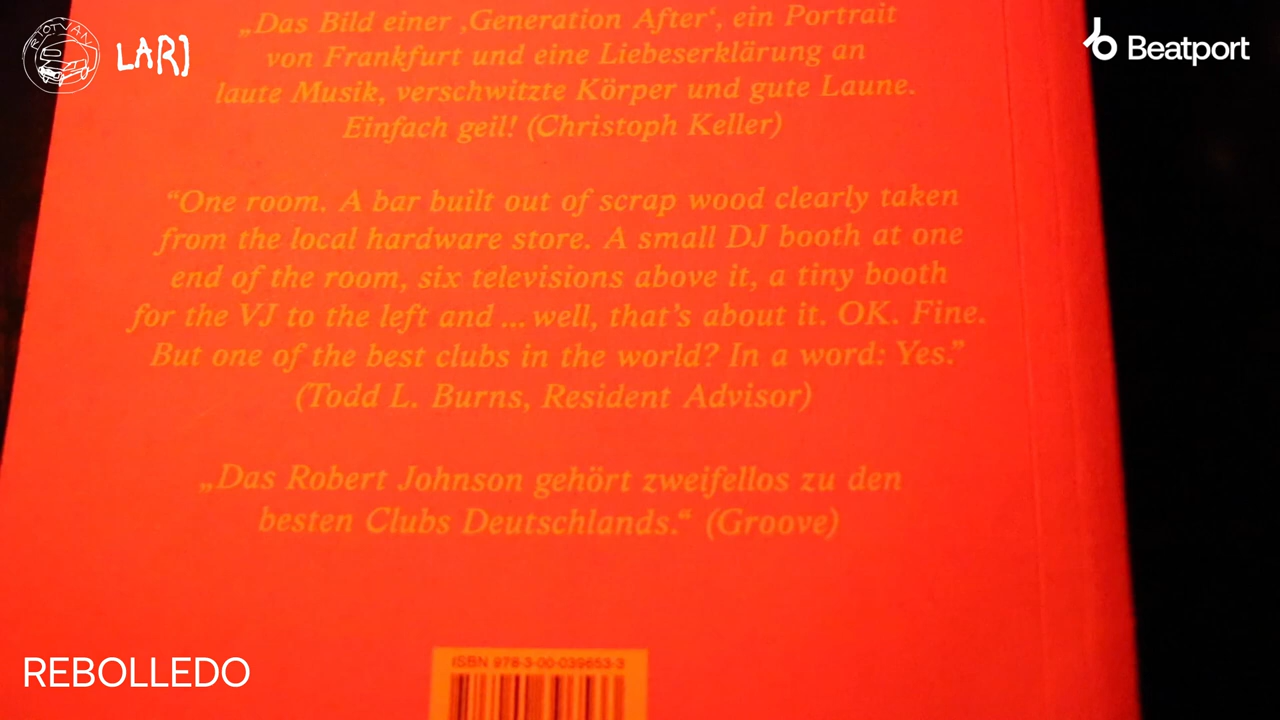 RIOTVAN
LARJ
Beatport
„Das Bild einer ‚Generation After‘, ein Portrait
von Frankfurt und eine Liebeserklärung an
laute Musik, verschwitzte Körper und gute Laune.
Einfach geil! (Christoph Keller)
“One room. A bar built out of scrap wood clearly taken
from the local hardware store. A small DJ booth at one
end of the room, six televisions above it, a tiny booth
for the VJ to the left and ... well, that’s about it. OK. Fine.
But one of the best clubs in the world? In a word: Yes.”
(Todd L. Burns, Resident Advisor)
„Das Robert Johnson gehört zweifellos zu den
besten Clubs Deutschlands.“ (Groove)
ISBN 978-3-00-039653-3
REBOLLEDO